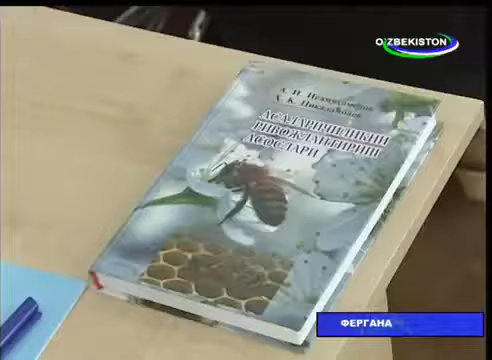 O'ZBEKISTON
А. И.
А. К.
АСАЛАРИЧИЛИКНИ
РИВОЖЛАНТИРИШ
АСОСЛАРИ
ФЕРГАНА